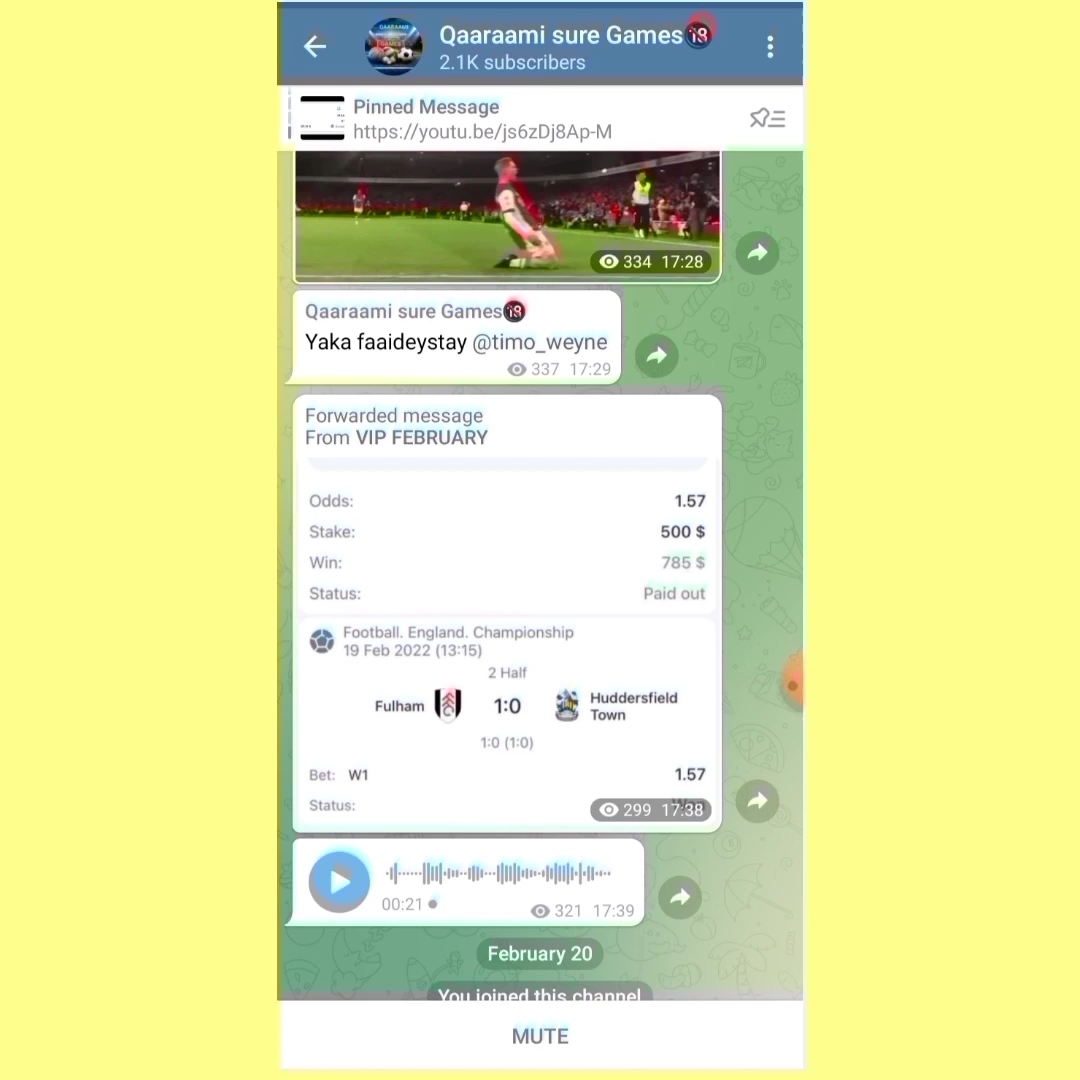 Qaaraami sure Games🔞
2.1K subscribers
Pinned Message
https://youtu.be/js6zDj8Ap-M
334 17:28
Qaaraami sure Games🔞
Yaka faaideystay @timo_weyne
337 17:29
Forwarded message
From VIP FEBRUARY
Odds: 1.57
Stake: 500 $
Win: 785 $
Status: Paid out
Football. England. Championship
19 Feb 2022 (13:15)
2 Half
Fulham 1:0 Huddersfield Town
1:0 (1:0)
Bet: W1 1.57
Status:
299 17:38
00:21
321 17:39
February 20
You joined this channel
MUTE